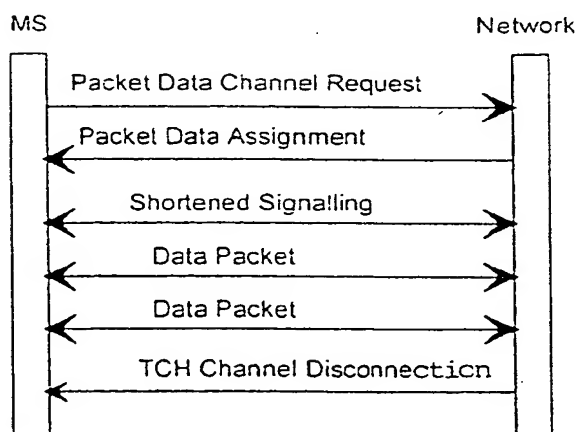 MS
Network
Packet Data Channel Request
Packet Data Assignment
Shortened Signalling
Data Packet
Data Packet
TCH Channel Disconnection